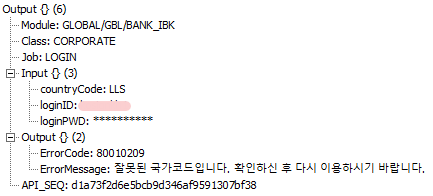 Output {} (6)
Module: GLOBAL/GBL/BANK_IBK
Class: CORPORATE
Job: LOGIN
Input {} (3)
countryCode: LLS
loginID:
loginPWD: **********
Output {} (2)
ErrorCode: 80010209
ErrorMessage: 잘못된 국가코드입니다, 확인하신 후 다시 이용하시기 바랍니다,
API_SEQ: d1a73f2d6e5bcb9d346af9591307bf38